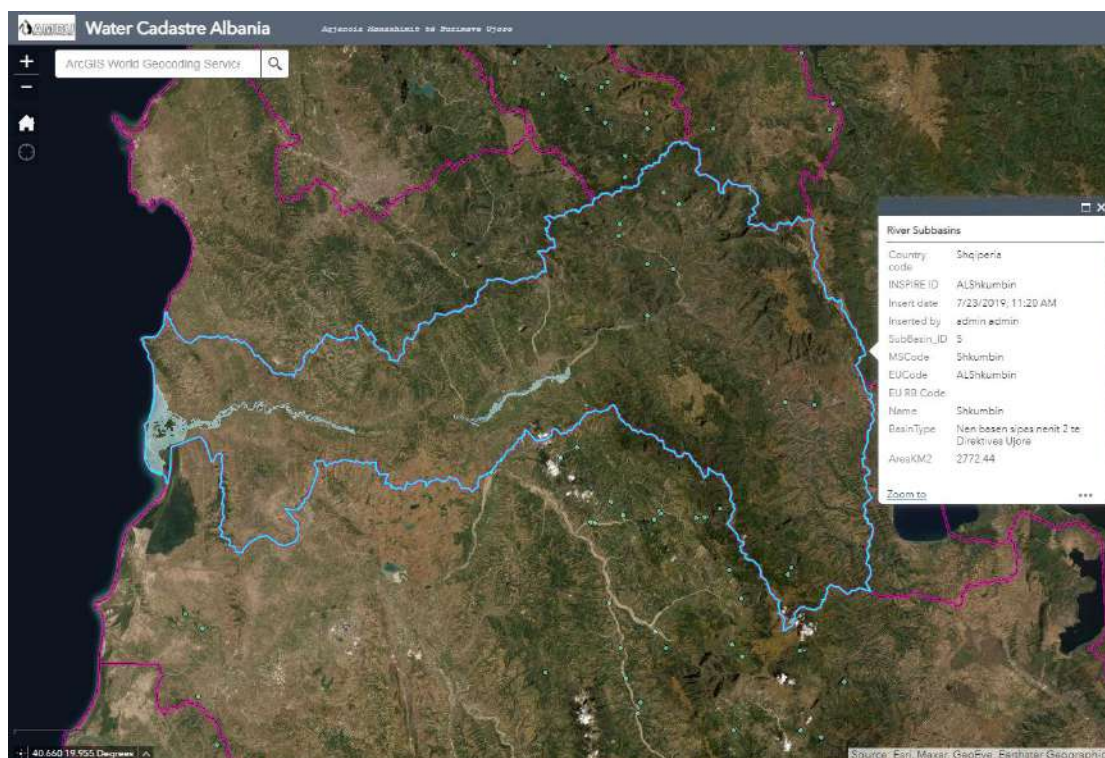 AMBU Water Cadastre Albania Agjencia Menaxhimit të Burimeve Ujore
+
ArcGIS World Geocoding Service
−
River Subbasins
Country code Shqiperia
INSPIRE ID ALShkumbin
Insert date 7/23/2019, 11:20 AM
Inserted by admin admin
SubBasin_ID 5
MSCode Shkumbin
EUCode ALShkumbin
EU RB Code
Name Shkumbin
BasinType Nen basen sipas nenit 2 te
Direktives Ujore
AreaKM2 2772.44
Zoom to
40.660 19.955 Degrees
Source: Esri, Maxar, GeoEye, Earthstar Geographic